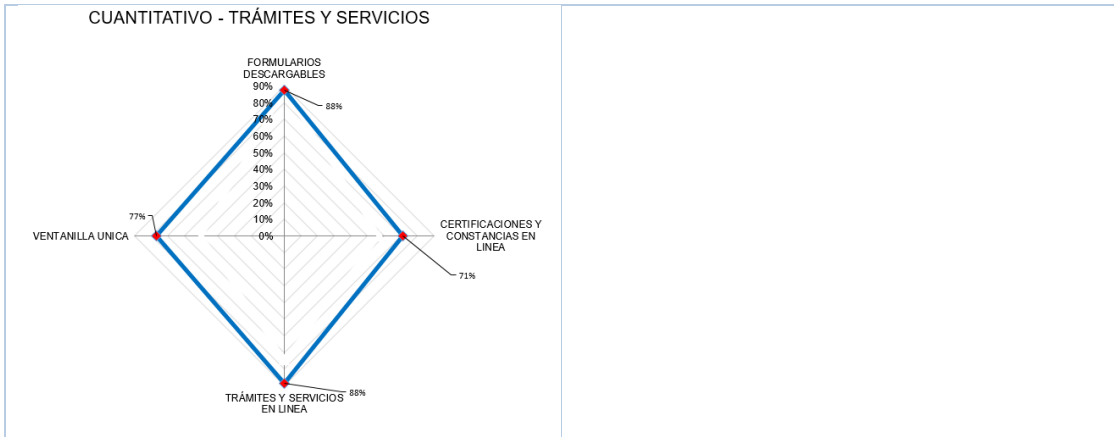 CUANTITATIVO - TRÁMITES Y SERVICIOS
FORMULARIOS
DESCARGABLES
90%
88%
80%
70%
60%
50%
40%
30%
20%
10%
0%
77%
VENTANILLA UNICA
CERTIFICACIONES Y
CONSTANCIAS EN
LINEA
71%
88%
TRÁMITES Y SERVICIOS
EN LINEA